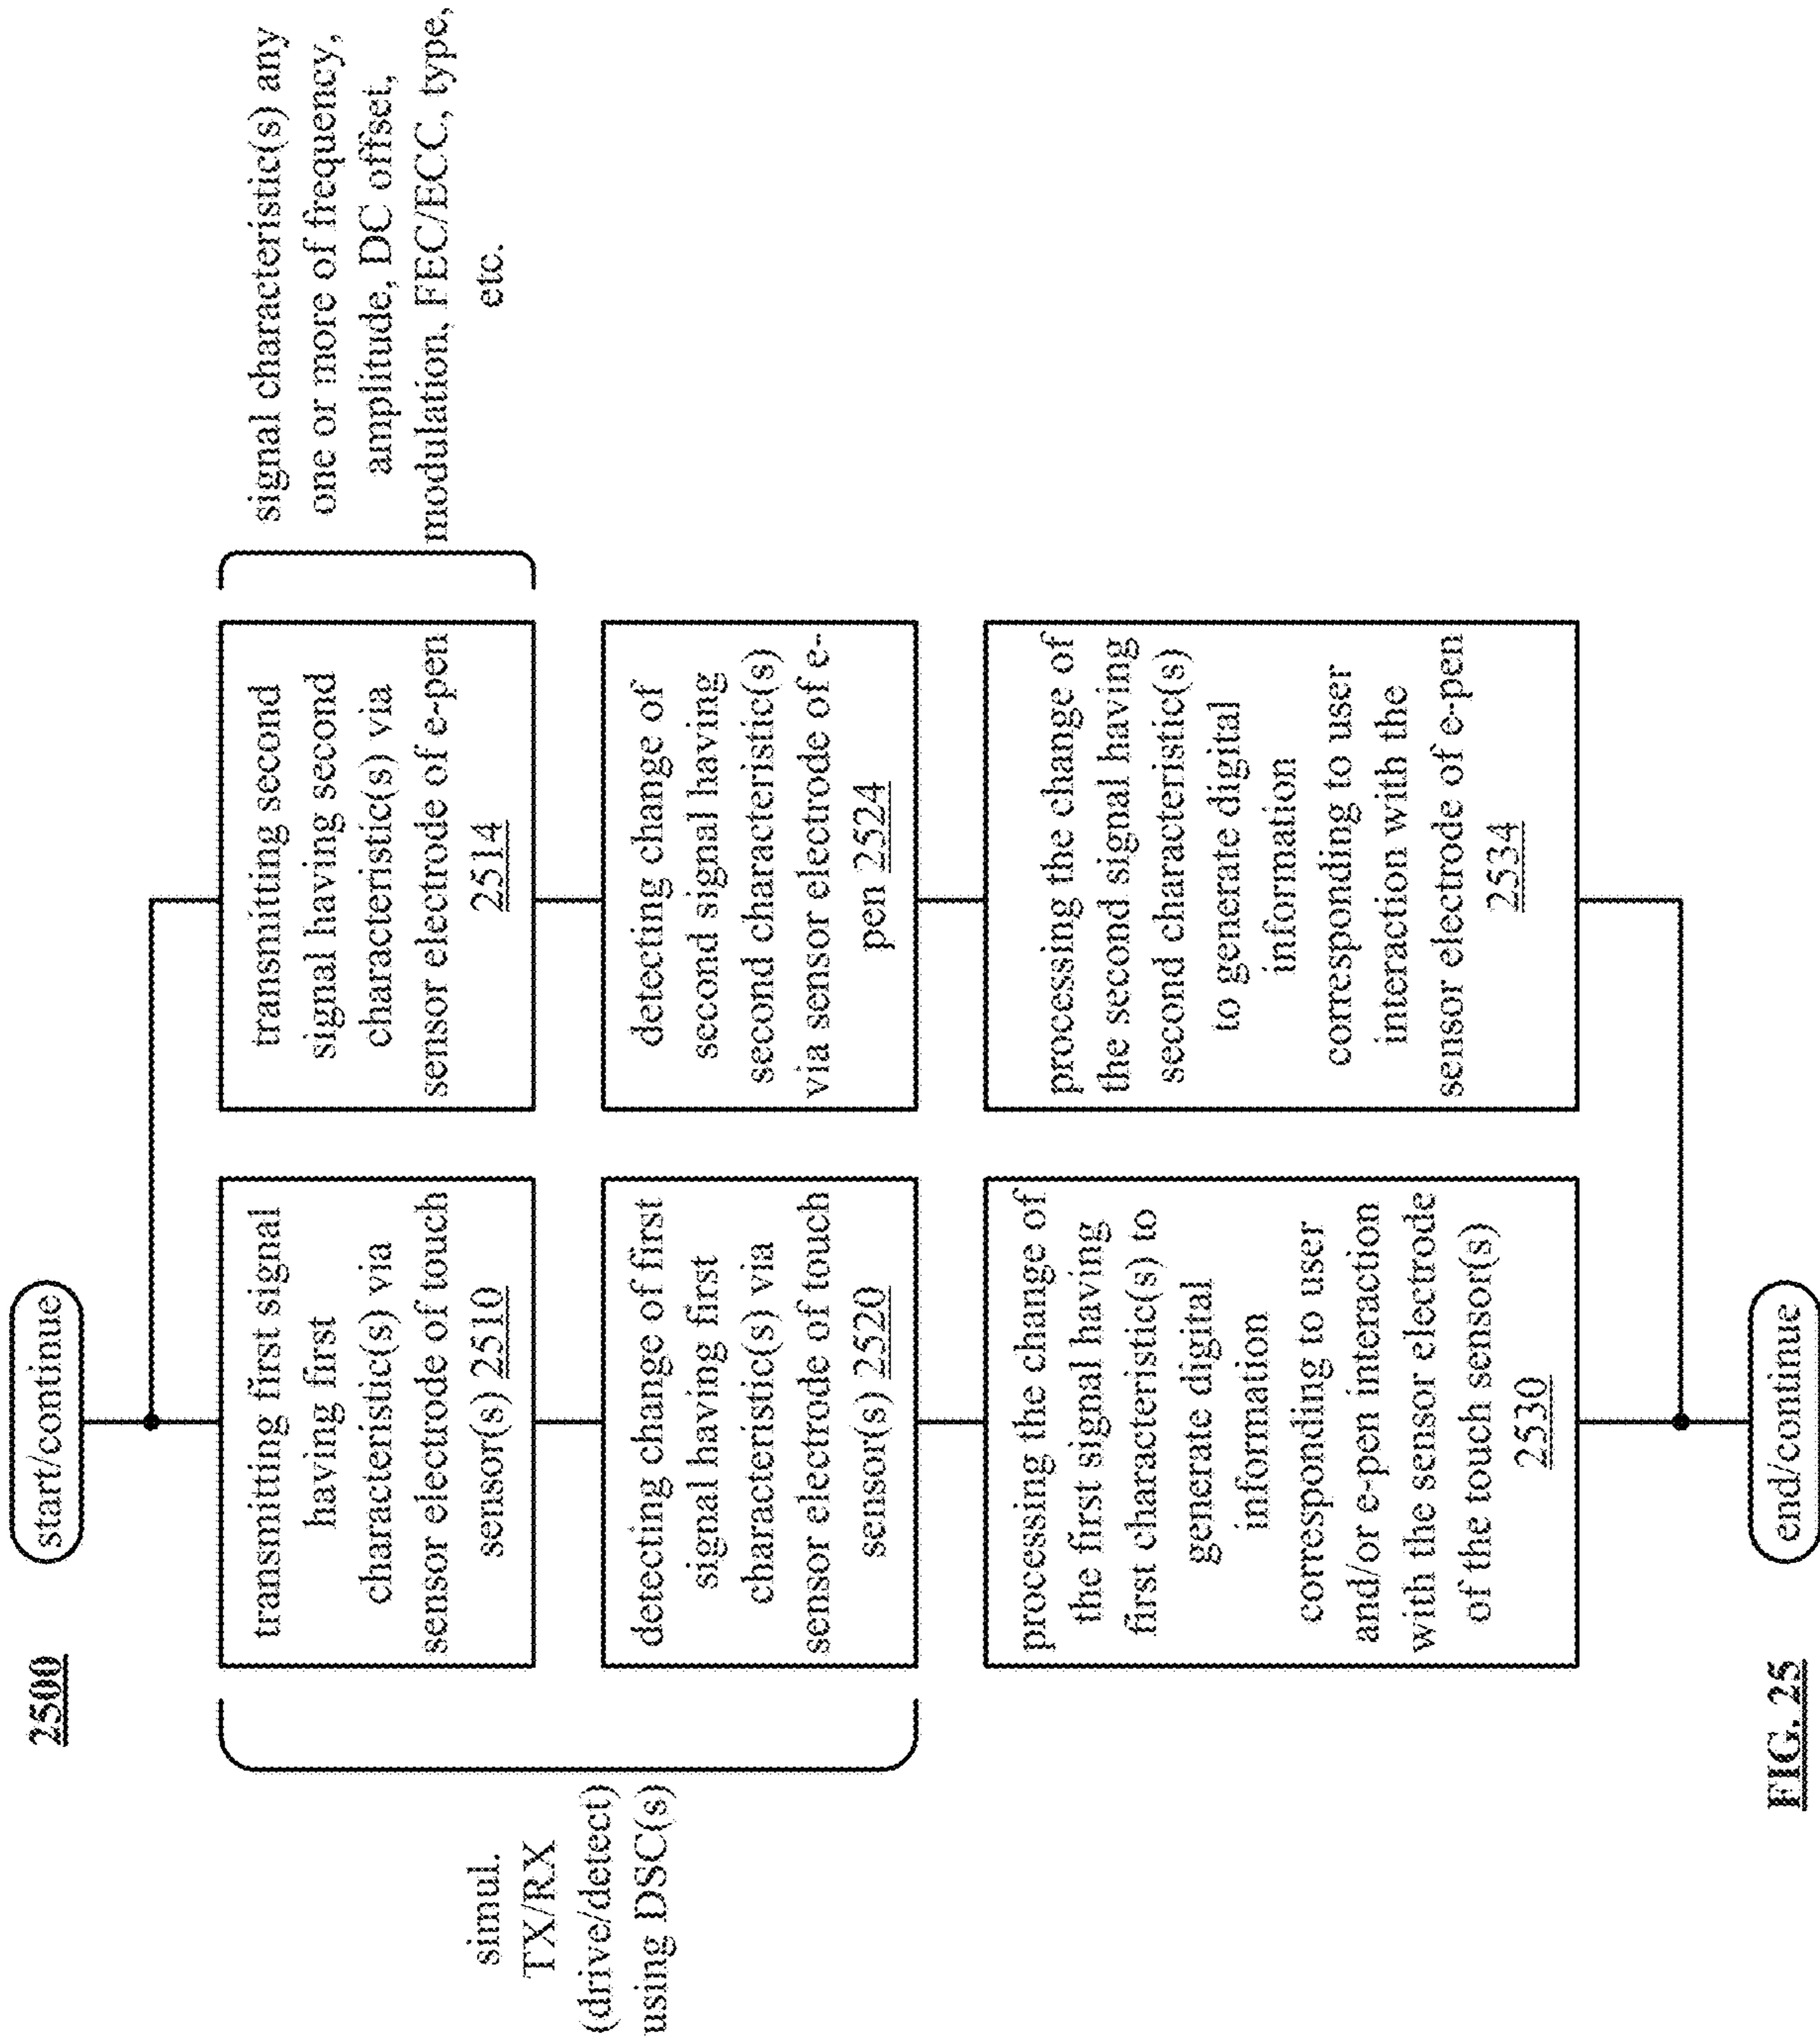 2500
start/continue
transmitting first signal
having first
characteristic(s) via
sensor electrode of touch
sensor(s) 2510
transmitting second
signal having second
characteristic(s) via
sensor electrode of e-pen
2514
signal characteristic(s) any
one or more of frequency,
amplitude, DC offset,
modulation, FEC/ECC, type,
etc.
simul.
TX/RX
(drive/detect)
using DSC(s)
detecting change of first
signal having first
characteristic(s) via
sensor electrode of touch
sensor(s) 2520
detecting change of
second signal having
second characteristic(s)
via sensor electrode of e-
pen 2524
processing the change of
the first signal having
first characteristic(s) to
generate digital
information
corresponding to user
and/or e-pen interaction
with the sensor electrode
of the touch sensor(s)
2530
processing the change of
the second signal having
second characteristic(s)
to generate digital
information
corresponding to user
interaction with the
sensor electrode of e-pen
2534
end/continue
FIG. 25